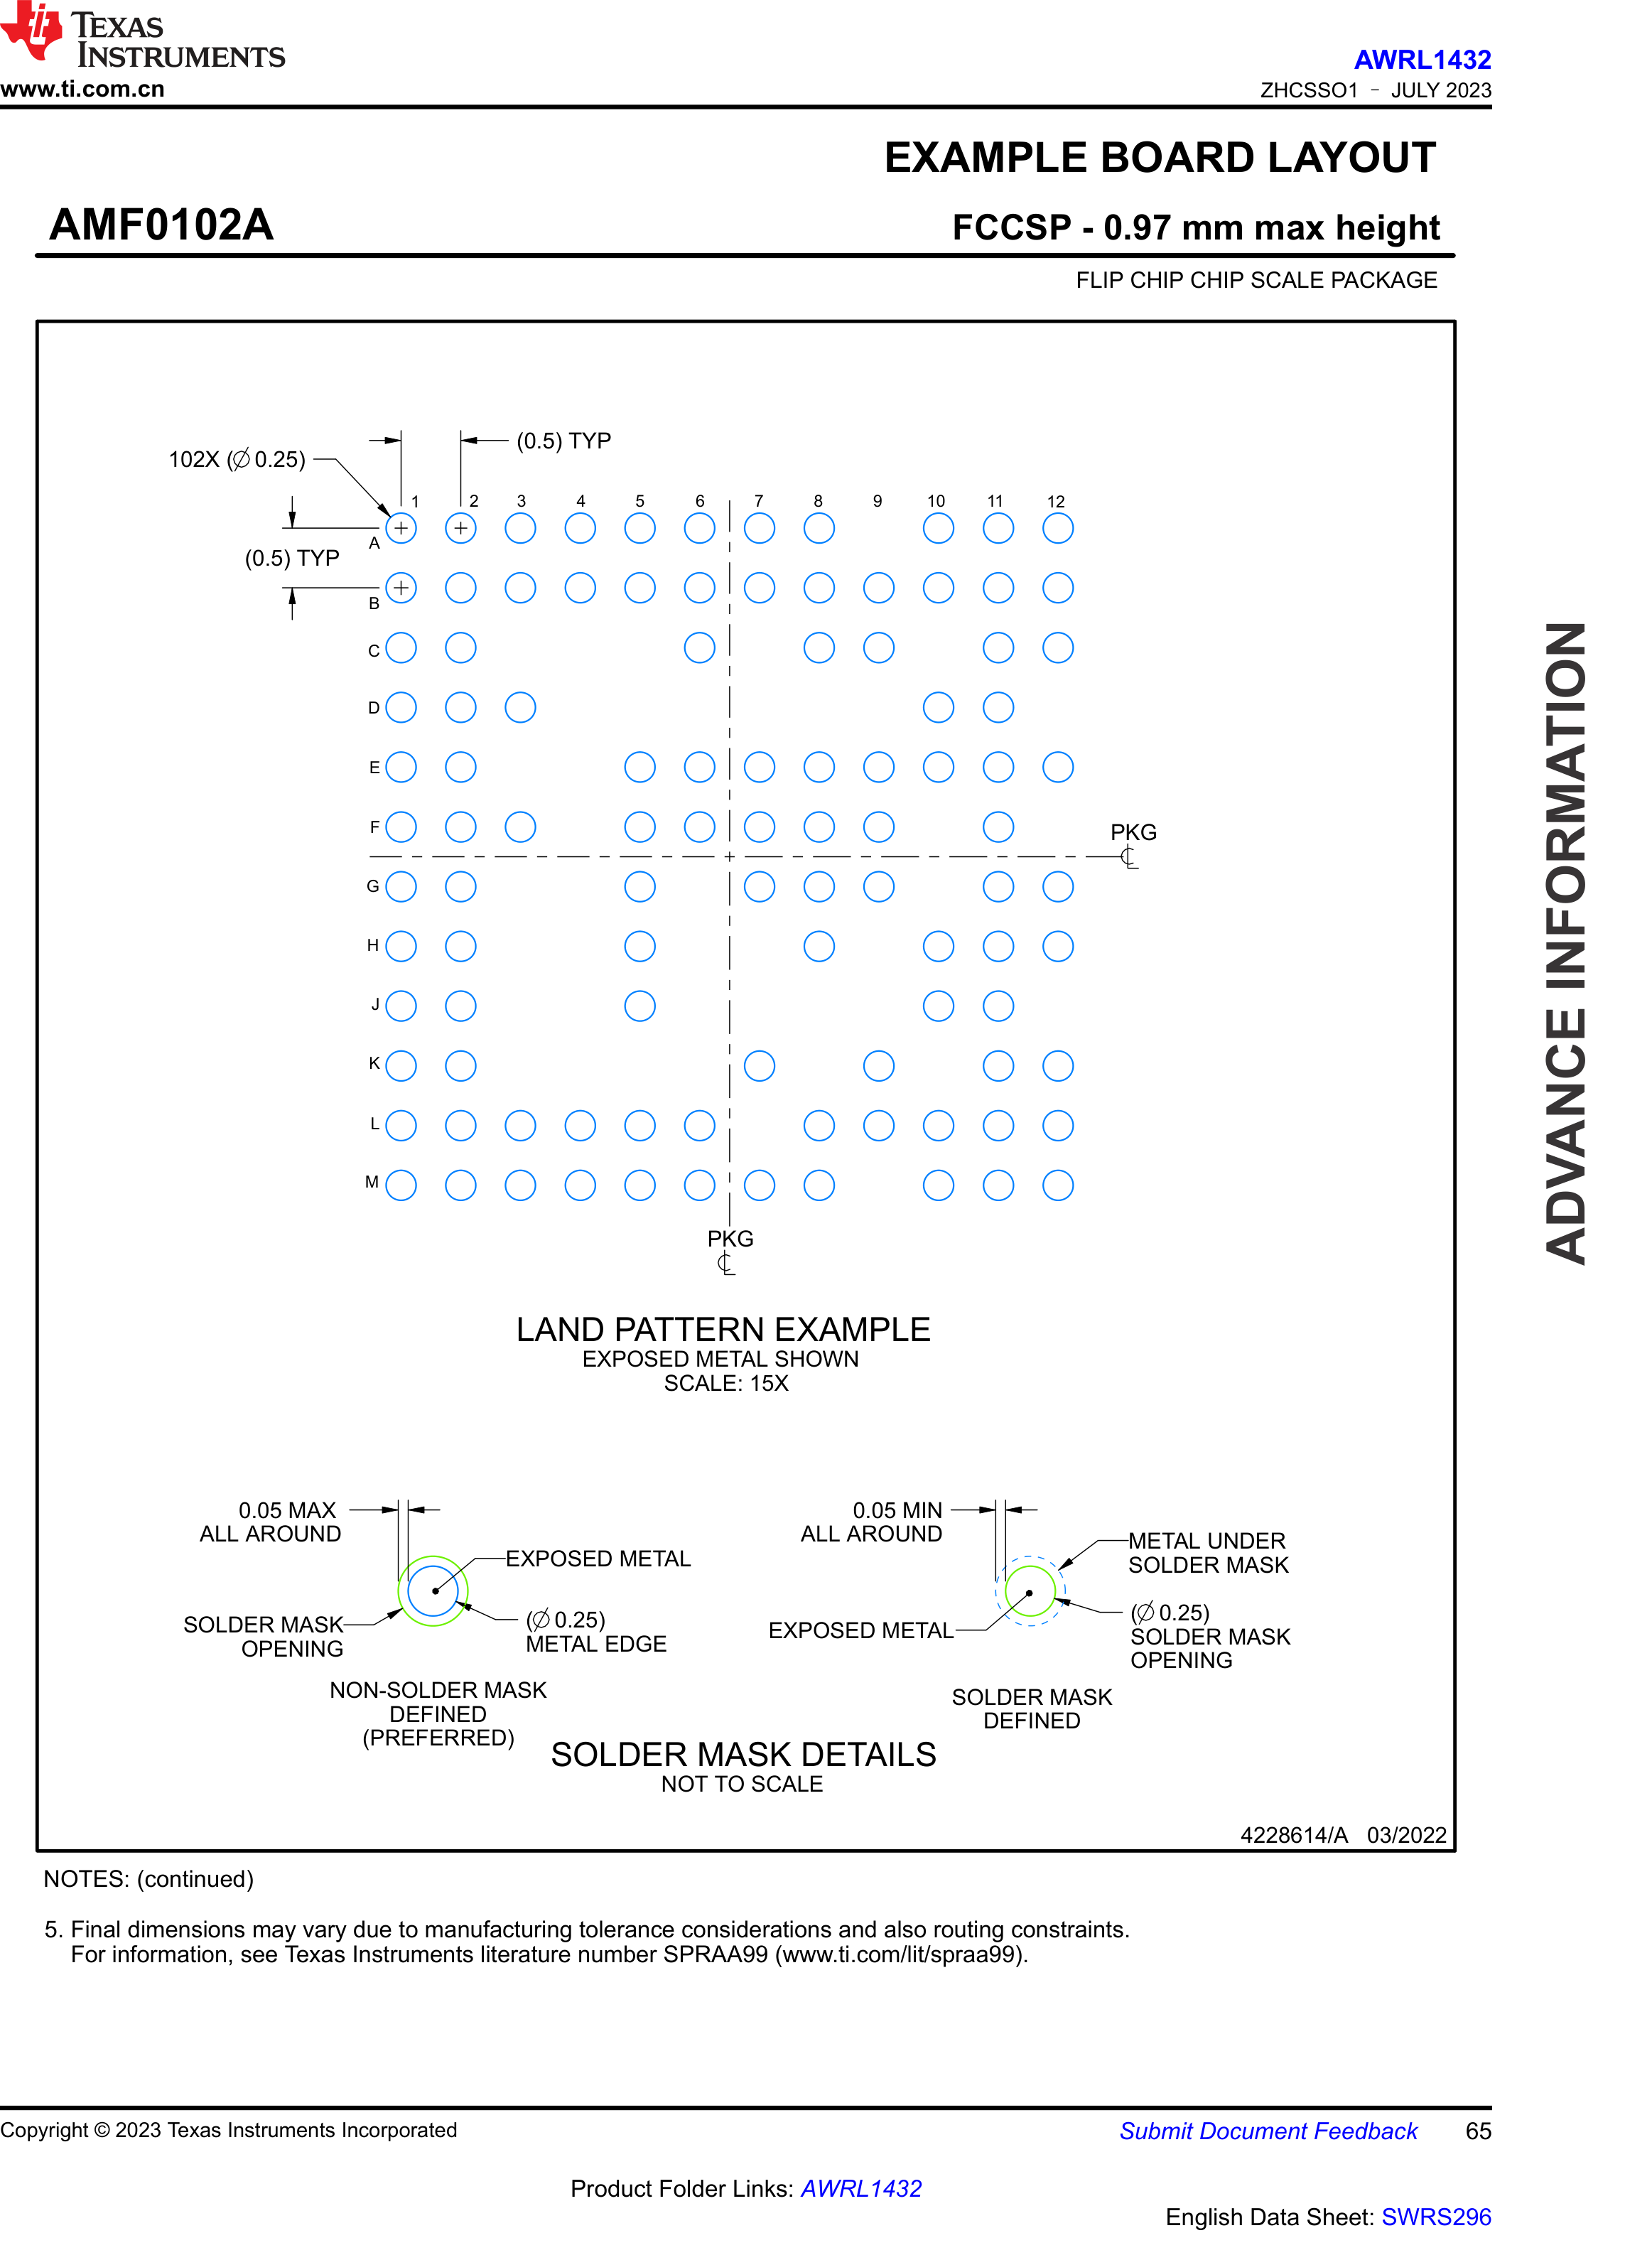 TEXAS
INSTRUMENTS
www.ti.com.cn
AWRL1432
ZHCSSO1 – JULY 2023
EXAMPLE BOARD LAYOUT
AMF0102A
FCCSP - 0.97 mm max height
FLIP CHIP CHIP SCALE PACKAGE
(0.5) TYP
102X (∅ 0.25)
1 2 3 4 5 6 7 8 9 10 11 12
A
(0.5) TYP
B
C
D
E
F
PKG
G
H
J
K
L
M
PKG
LAND PATTERN EXAMPLE
EXPOSED METAL SHOWN
SCALE: 15X
0.05 MAX
ALL AROUND
EXPOSED METAL
SOLDER MASK
OPENING
(∅ 0.25)
METAL EDGE
NON-SOLDER MASK
DEFINED
(PREFERRED)
0.05 MIN
ALL AROUND
METAL UNDER
SOLDER MASK
EXPOSED METAL
(∅ 0.25)
SOLDER MASK
OPENING
SOLDER MASK
DEFINED
SOLDER MASK DETAILS
NOT TO SCALE
4228614/A 03/2022
NOTES: (continued)
5. Final dimensions may vary due to manufacturing tolerance considerations and also routing constraints.
For information, see Texas Instruments literature number SPRAA99 (www.ti.com/lit/spraa99).
ADVANCE INFORMATION
Copyright © 2023 Texas Instruments Incorporated
Submit Document Feedback 65
Product Folder Links: AWRL1432
English Data Sheet: SWRS296